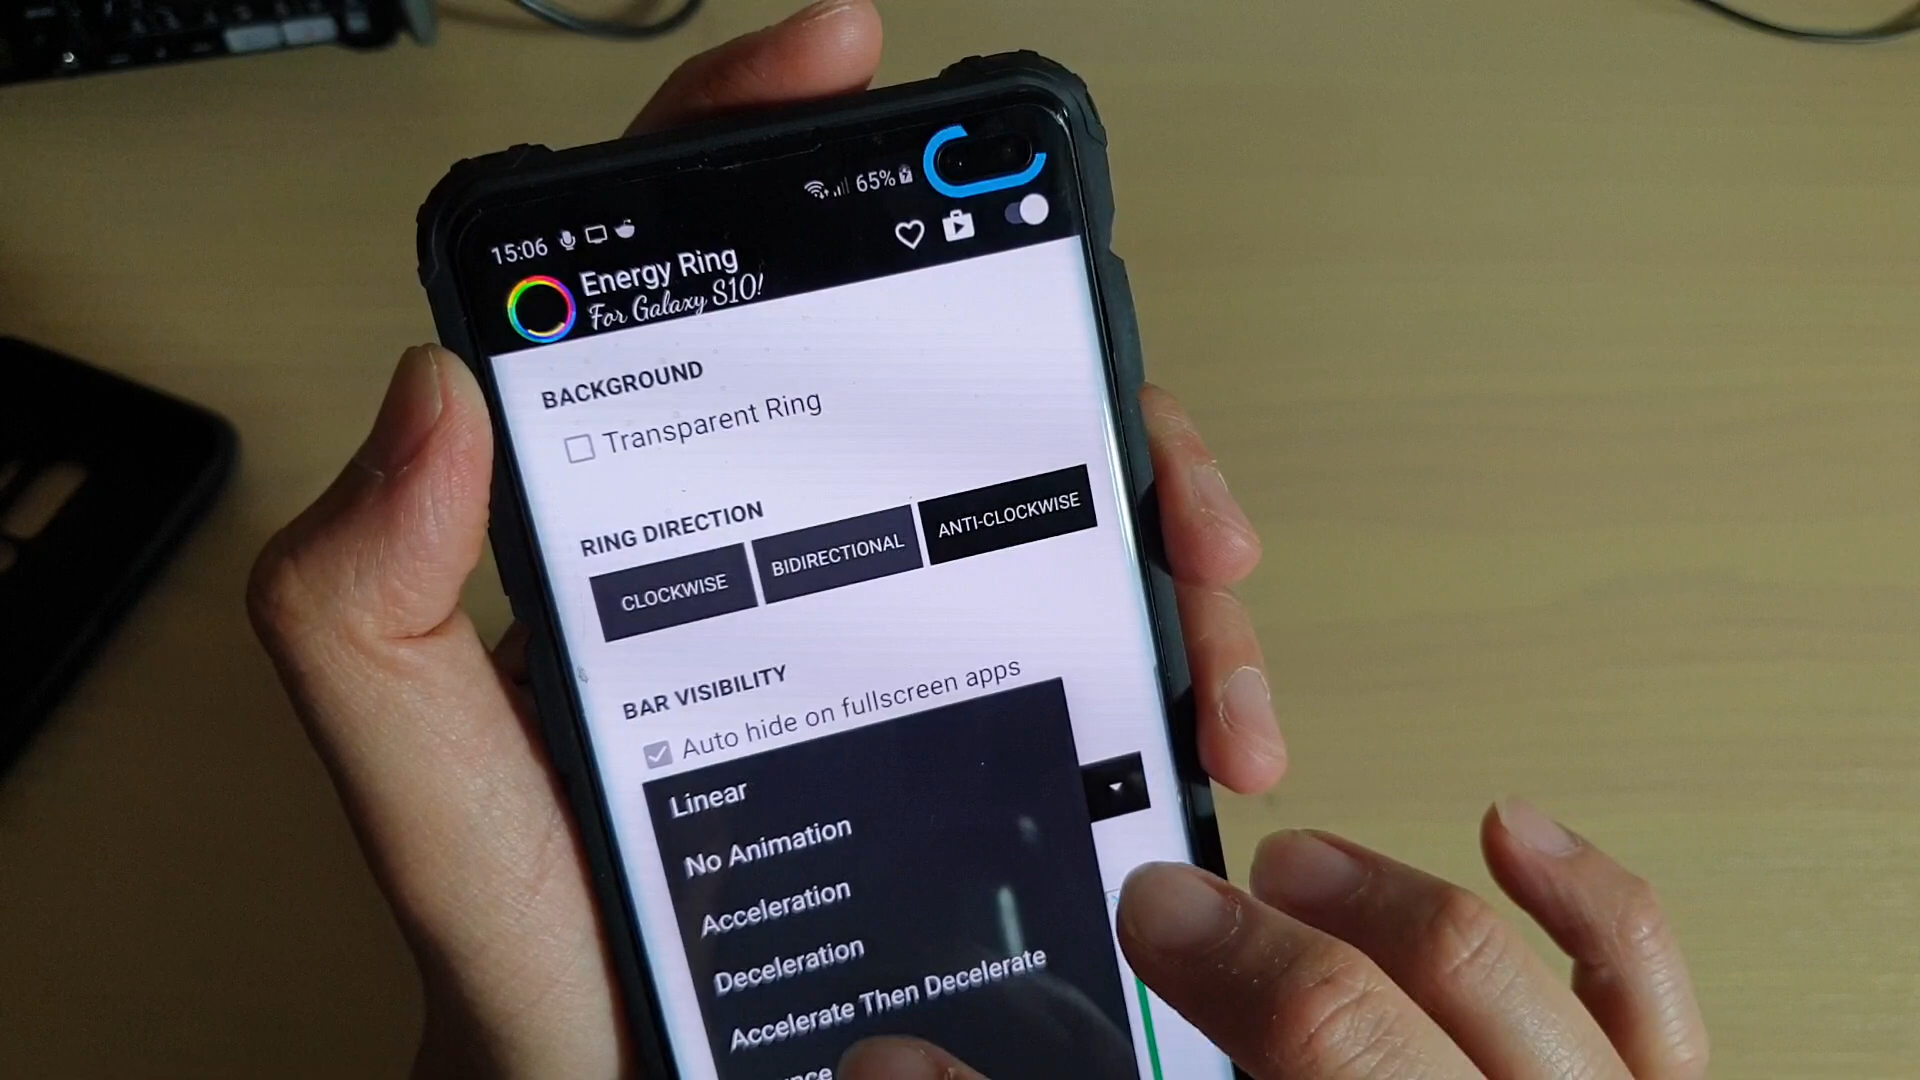 15:06
65%
Energy Ring
For Galaxy S10!
BACKGROUND
Transparent Ring
RING DIRECTION
CLOCKWISE
BIDIRECTIONAL
ANTI-CLOCKWISE
BAR VISIBILITY
Auto hide on fullscreen apps
Linear
No Animation
Acceleration
Deceleration
Accelerate Then Decelerate